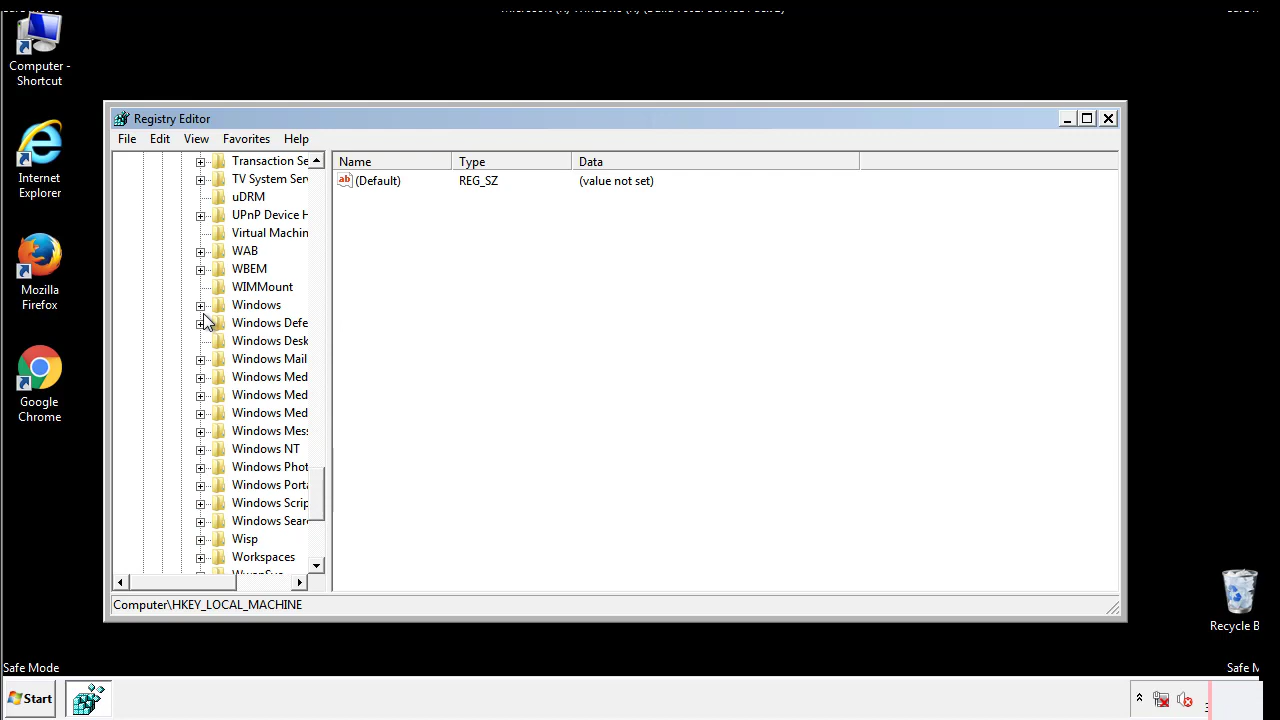 Computer -
Shortcut
Internet
Explorer
Mozilla
Firefox
Google
Chrome
Registry Editor
File Edit View Favorites Help
Transaction Se
TV System Serv
uDRM
UPnP Device H
Virtual Machin
WAB
WBEM
WIMMount
Windows
Windows Defe
Windows Desk
Windows Mail
Windows Med
Windows Med
Windows Med
Windows Mess
Windows NT
Windows Phot
Windows Porta
Windows Scrip
Windows Sear
Wisp
Workspaces
Name Type Data
(Default) REG_SZ (value not set)
Computer\HKEY_LOCAL_MACHINE
Recycle B
Safe Mode
Safe M
Start